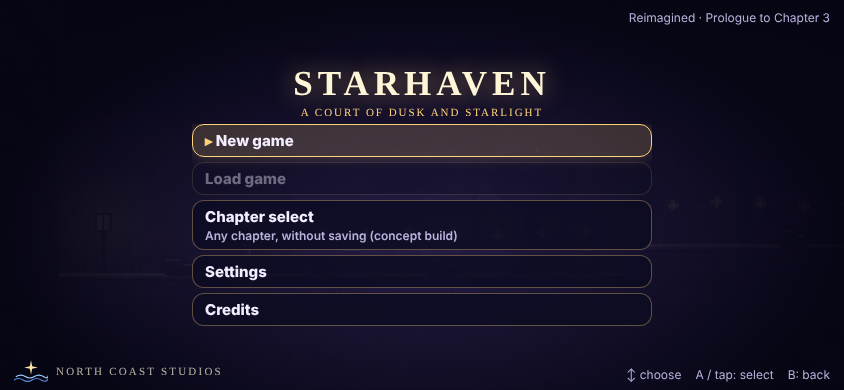 Reimagined · Prologue to Chapter 3
STARHAVEN
A COURT OF DUSK AND STARLIGHT
▸ New game
Load game
Chapter select
Any chapter, without saving (concept build)
Settings
Credits
NORTH COAST STUDIOS
↕ choose A / tap: select B: back